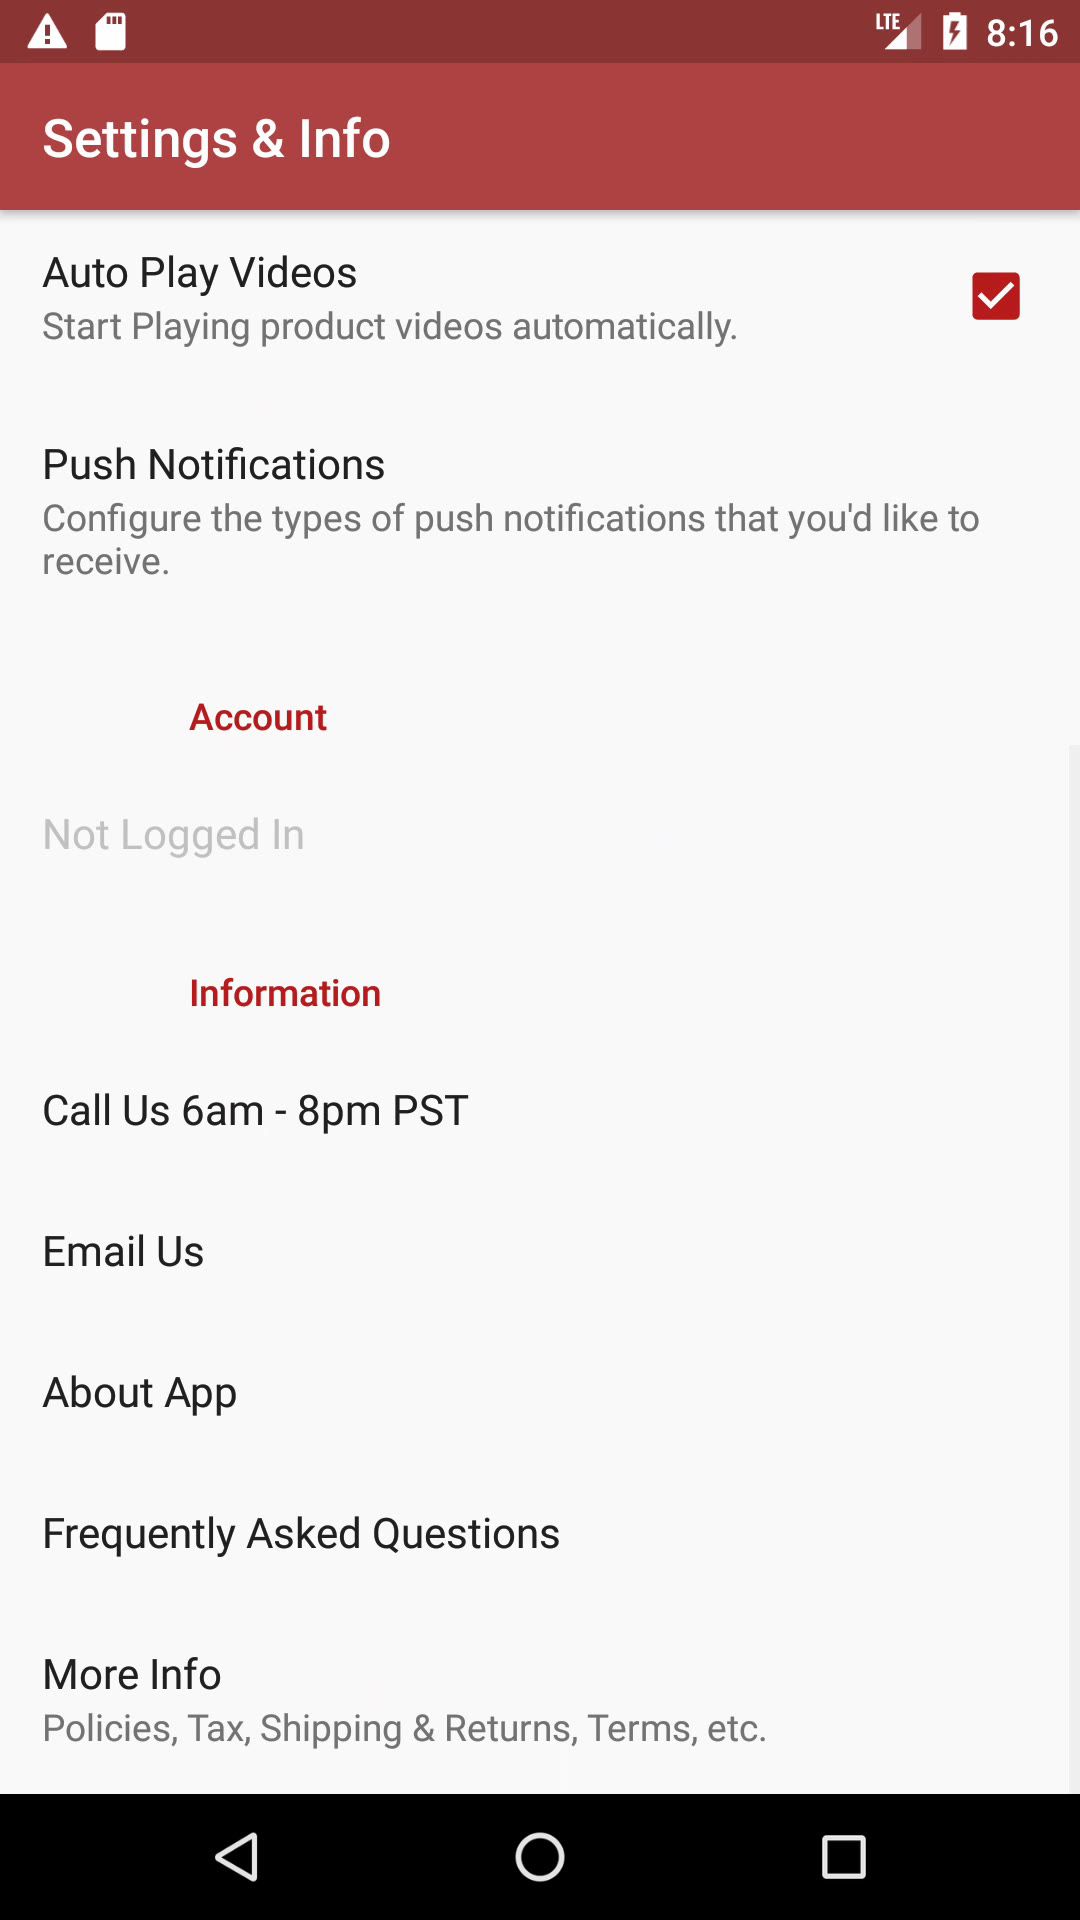 LTE 8:16
Settings & Info
Auto Play Videos
Start Playing product videos automatically.
Push Notifications
Configure the types of push notifications that you'd like to
receive.
Account
Not Logged In
Information
Call Us 6am - 8pm PST
Email Us
About App
Frequently Asked Questions
More Info
Policies, Tax, Shipping & Returns, Terms, etc.